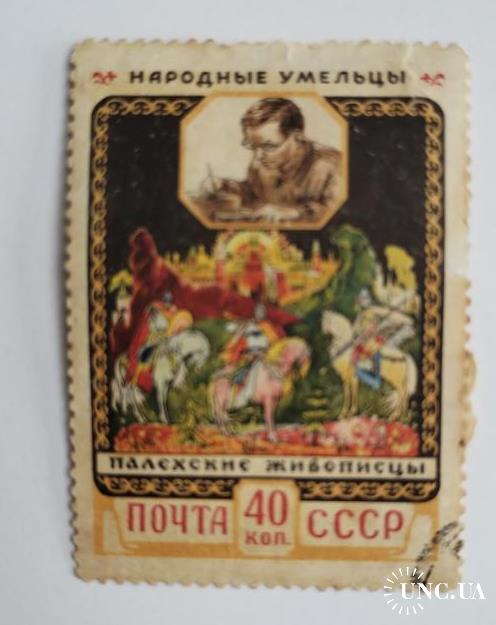 НАРОДНЫЕ УМЕЛЬЦЫ
ПАЛЕХСКИЕ ЖИВОПИСЦЫ
ПОЧТА 40 КОП. СССР
UNC.UA